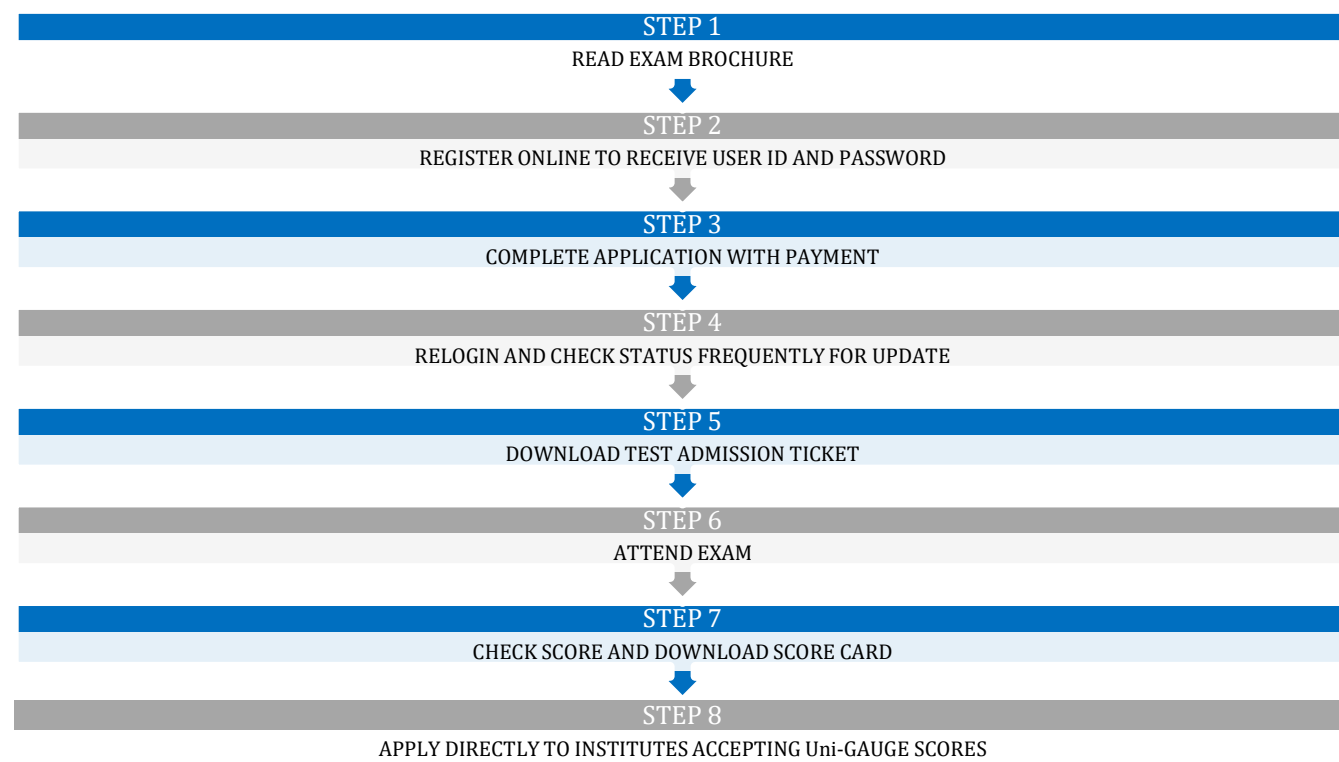 STEP 1
READ EXAM BROCHURE
STEP 2
REGISTER ONLINE TO RECEIVE USER ID AND PASSWORD
STEP 3
COMPLETE APPLICATION WITH PAYMENT
STEP 4
RELOGIN AND CHECK STATUS FREQUENTLY FOR UPDATE
STEP 5
DOWNLOAD TEST ADMISSION TICKET
STEP 6
ATTEND EXAM
STEP 7
CHECK SCORE AND DOWNLOAD SCORE CARD
STEP 8
APPLY DIRECTLY TO INSTITUTES ACCEPTING Uni-GAUGE SCORES